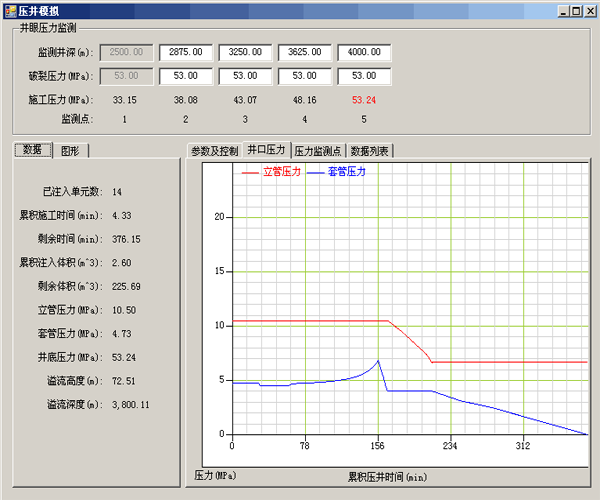 压井模拟
井眼压力监测
监测井深(m): 2500.00 2875.00 3250.00 3625.00 4000.00
破裂压力(MPa): 53.00 53.00 53.00 53.00 53.00
施工压力(MPa): 33.15 38.08 43.07 48.16 53.24
监测点: 1 2 3 4 5
数据 图形
已注入单元数: 14
累积施工时间(min): 4.33
剩余时间(min): 376.15
累积注入体积(m^3): 2.60
剩余体积(m^3): 225.69
立管压力(MPa): 10.50
套管压力(MPa): 4.73
井底压力(MPa): 53.24
溢流高度(m): 72.51
溢流深度(m): 3,800.11
参数及控制 井口压力 压力监测点 数据列表
立管压力 套管压力
20
15
10
5
0
0 78 156 234 312
压力(MPa) 累积压井时间(min)